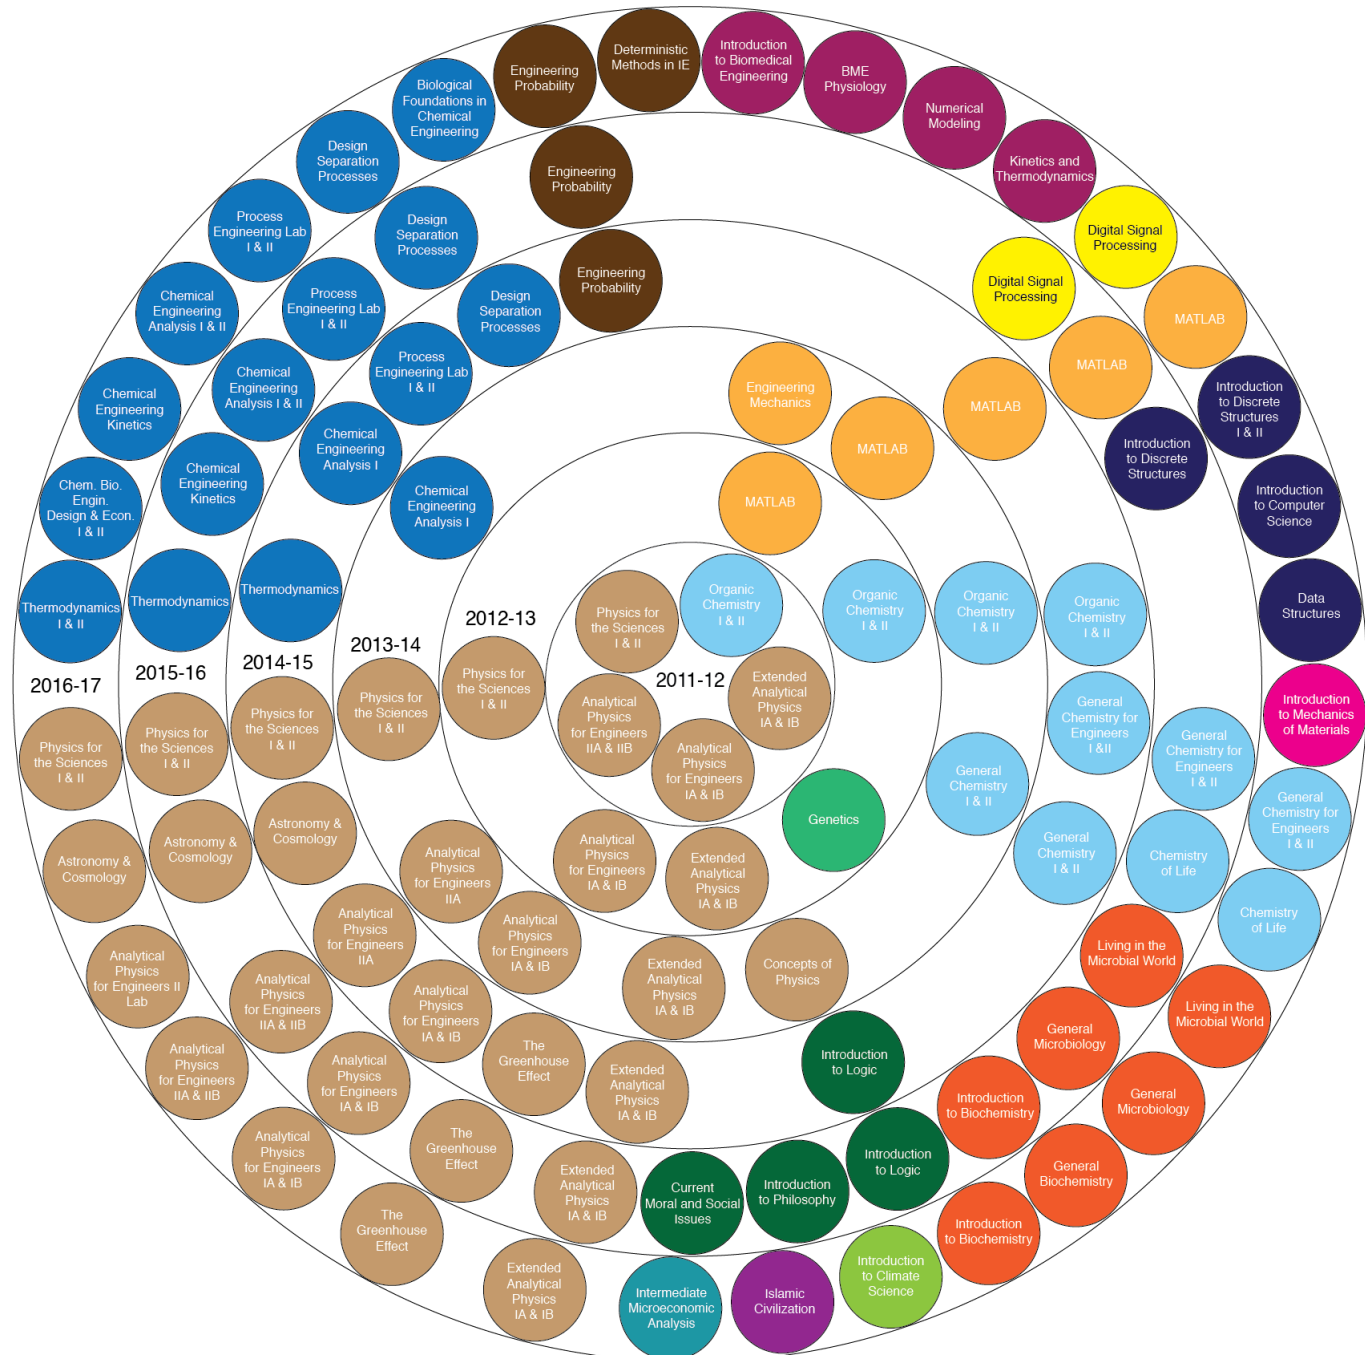 Deterministic
Methods in IE
Introduction
to Biomedical
Engineering
BME
Physiology
Numerical
Modeling
Kinetics and
Thermodynamics
Digital Signal
Processing
MATLAB
Introduction
to Discrete
Structures
I & II
Introduction
to Computer
Science
Data
Structures
Introduction
to Mechanics
of Materials
General
Chemistry for
Engineers
I & II
Chemistry
of Life
Living in the
Microbial World
General
Microbiology
General
Biochemistry
Introduction
to Biochemistry
Introduction
to Climate
Science
Islamic
Civilization
Intermediate
Microeconomic
Analysis
Extended
Analytical
Physics
IA & IB
The
Greenhouse
Effect
Analytical
Physics
for Engineers
IA & IB
Analytical
Physics
for Engineers
IIA & IIB
Analytical
Physics
for Engineers II
Lab
Astronomy &
Cosmology
Physics for
the Sciences
I & II
2016-17
Thermodynamics
I & II
Chem. Bio.
Engin.
Design & Econ.
I & II
Chemical
Engineering
Kinetics
Chemical
Engineering
Analysis I & II
Process
Engineering Lab
I & II
Design
Separation
Processes
Biological
Foundations in
Chemical
Engineering
Engineering
Probability
Engineering
Probability
Digital Signal
Processing
MATLAB
Introduction
to Discrete
Structures
General
Chemistry for
Engineers
I & II
Chemistry
of Life
Living in the
Microbial World
General
Microbiology
Introduction
to Biochemistry
Introduction
to Logic
Introduction
to Philosophy
Current
Moral and Social
Issues
Extended
Analytical
Physics
IA & IB
The
Greenhouse
Effect
Analytical
Physics
for Engineers
IA & IB
Analytical
Physics
for Engineers
IIA & IIB
Astronomy &
Cosmology
Physics for
the Sciences
I & II
2015-16
Thermodynamics
Chemical
Engineering
Kinetics
Chemical
Engineering
Analysis I & II
Process
Engineering Lab
I & II
Design
Separation
Processes
Engineering
Probability
MATLAB
Organic
Chemistry
I & II
General
Chemistry for
Engineers
I &II
General
Chemistry
I & II
Introduction
to Logic
Extended
Analytical
Physics
IA & IB
The
Greenhouse
Effect
Analytical
Physics
for Engineers
IA & IB
Analytical
Physics
for Engineers
IIA
Astronomy &
Cosmology
Physics for
the Sciences
I & II
2014-15
Thermodynamics
Chemical
Engineering
Analysis I
Process
Engineering Lab
I & II
Design
Separation
Processes
Engineering
Mechanics
MATLAB
Organic
Chemistry
I & II
General
Chemistry
I & II
Concepts of
Physics
Extended
Analytical
Physics
IA & IB
Analytical
Physics
for Engineers
IA & IB
Analytical
Physics
for Engineers
IIA
Physics for
the Sciences
I & II
2013-14
Chemical
Engineering
Analysis I
MATLAB
Organic
Chemistry
I & II
Genetics
Extended
Analytical
Physics
IA & IB
Analytical
Physics
for Engineers
IA & IB
Physics for
the Sciences
I & II
2012-13
Physics for
the Sciences
I & II
Organic
Chemistry
I & II
2011-12
Extended
Analytical
Physics
IA & IB
Analytical
Physics
for Engineers
IIA & IIB
Analytical
Physics
for Engineers
IA & IB